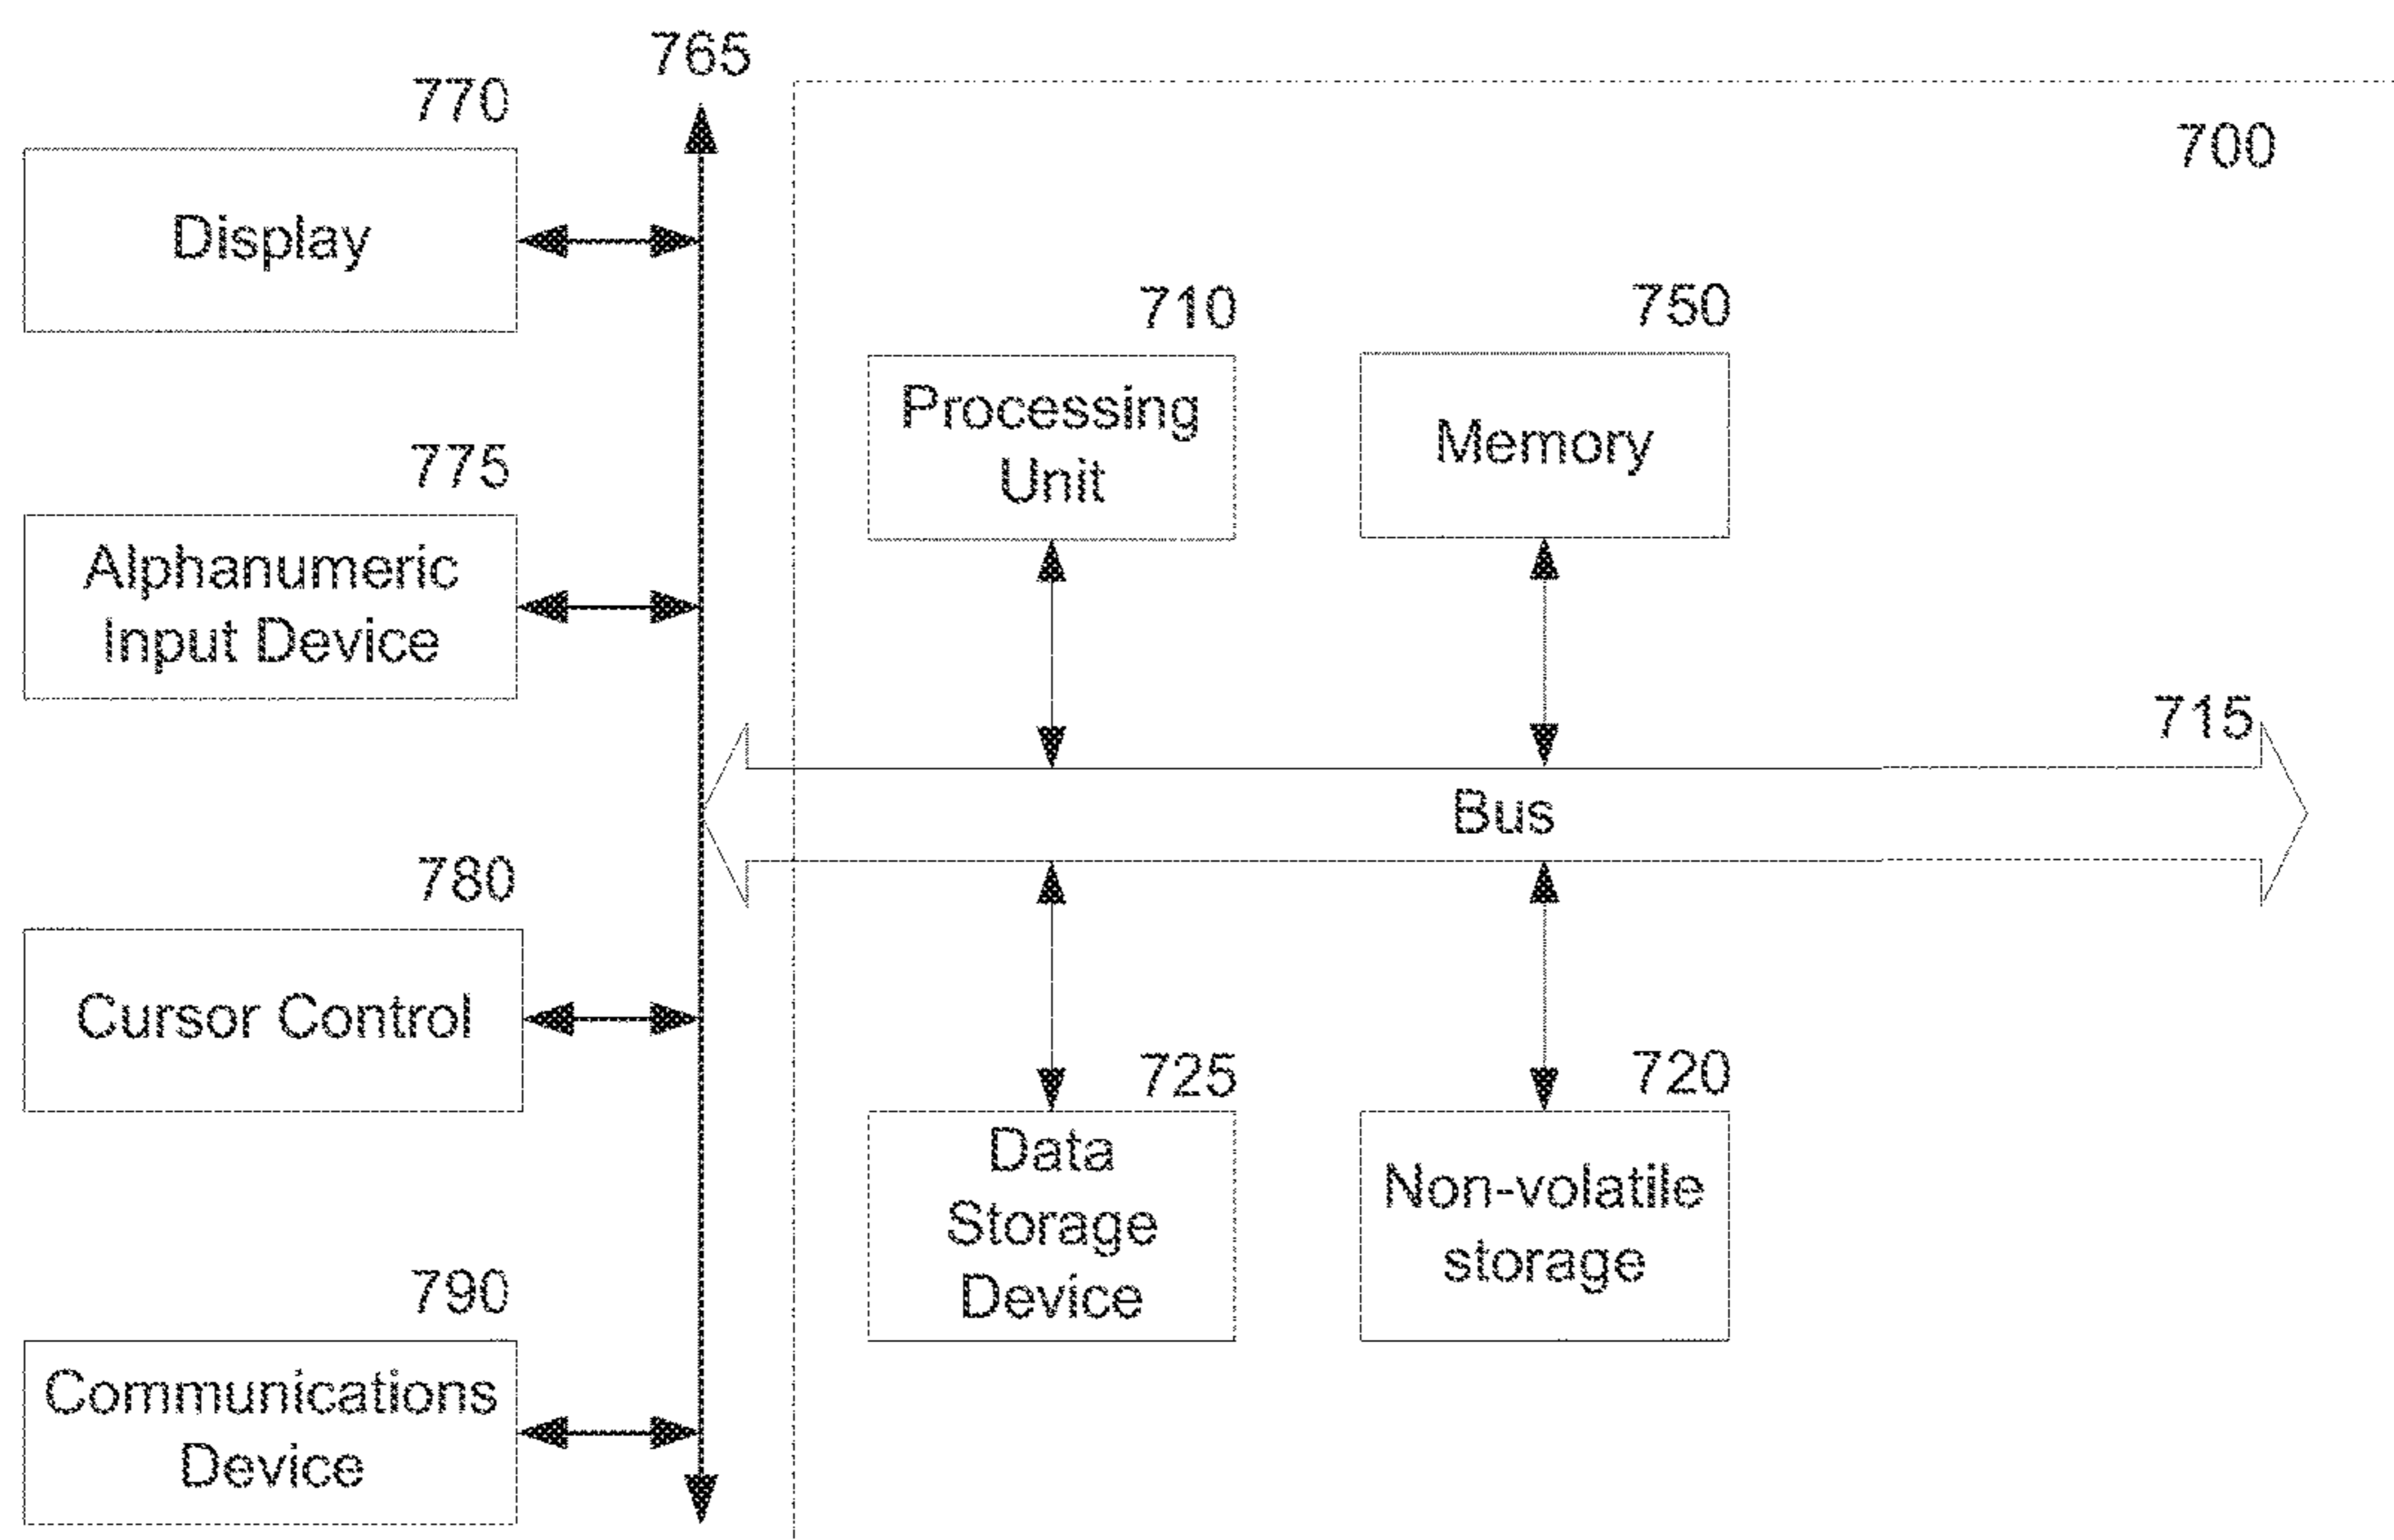 765
770
700
Display
710
750
Processing
Unit
Memory
775
Alphanumeric
Input Device
715
Bus
780
Cursor Control
725
720
Data
Storage
Device
Non-volatile
storage
790
Communications
Device